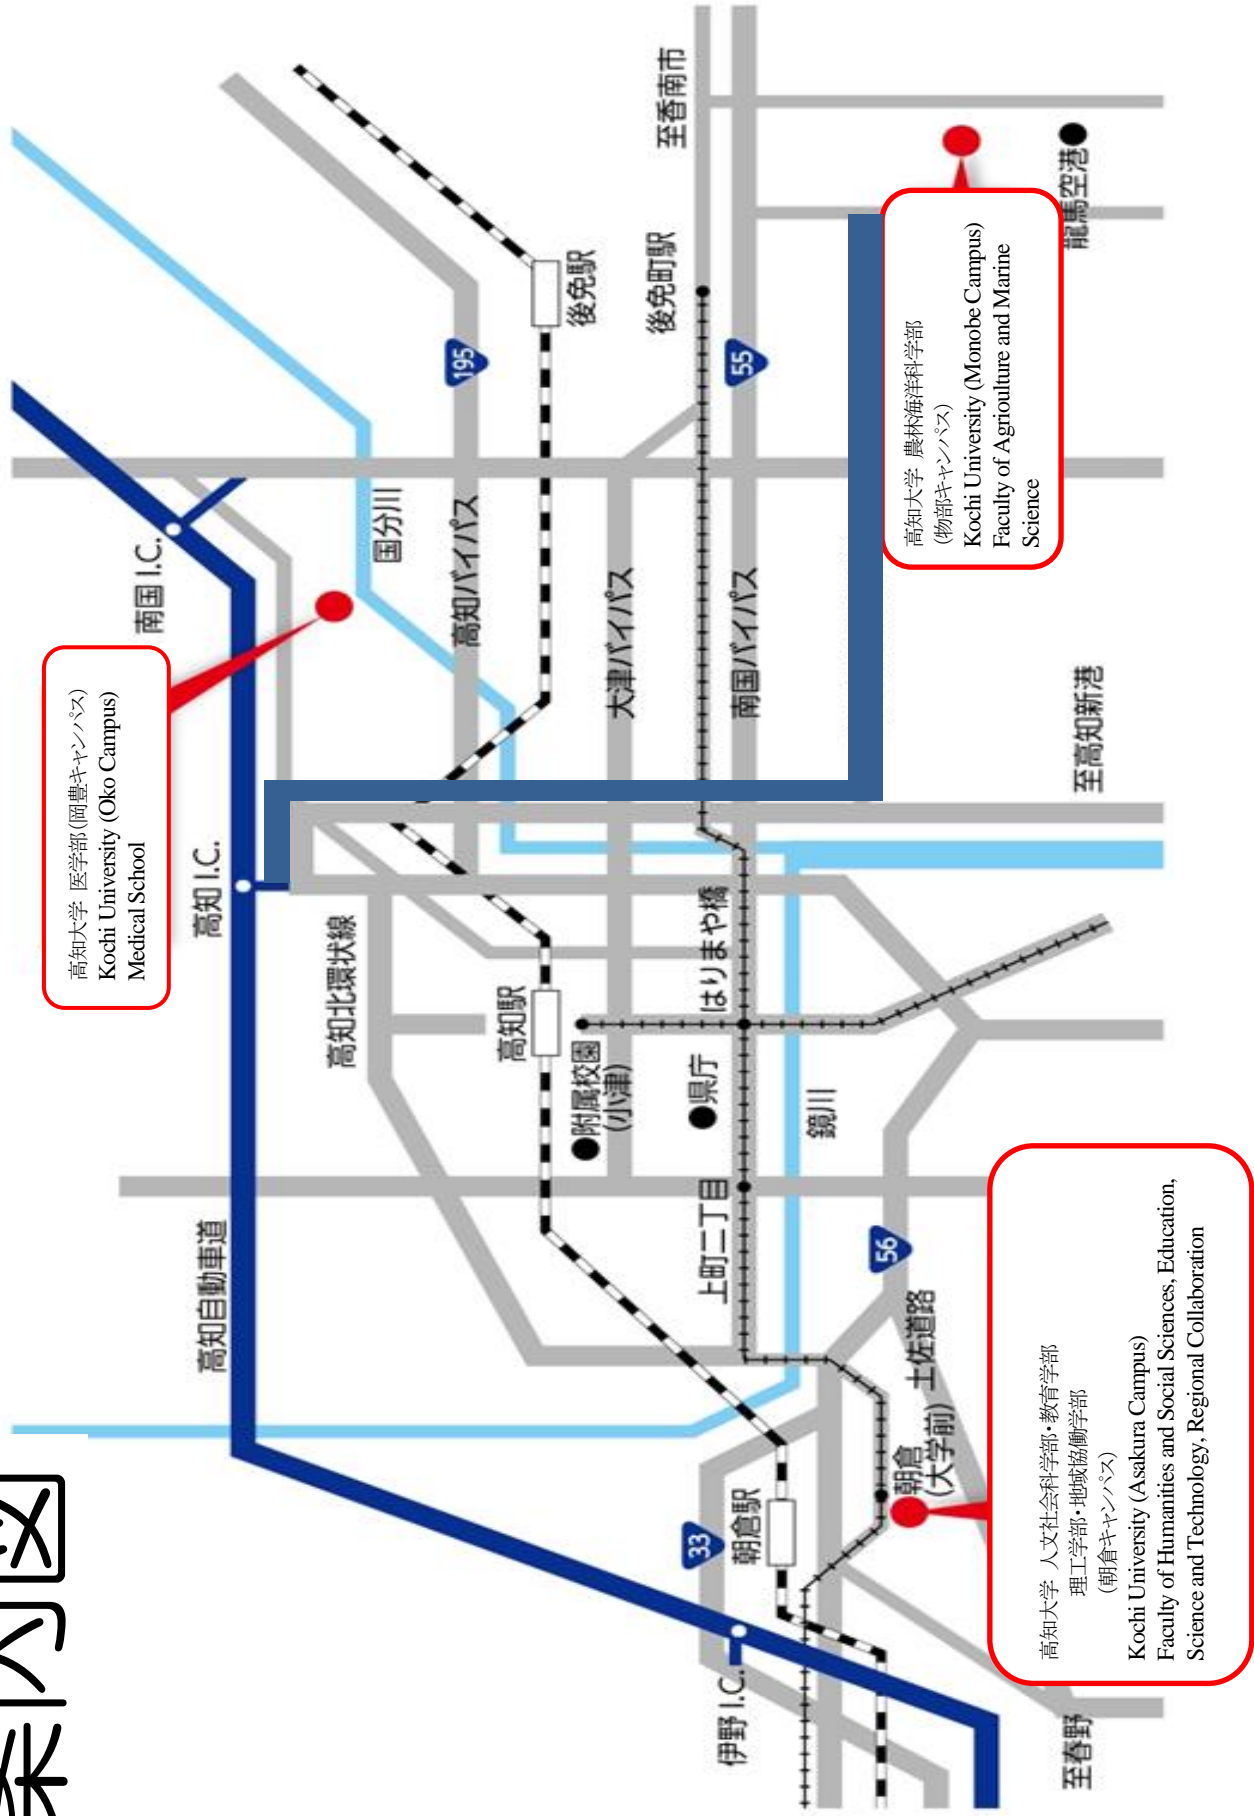 案内図
高知大学 医学部(岡豊キャンパス)
Kochi University (Oko Campus)
Medical School
南国 I.C.
高知 I.C.
高知自動車道
国分川
高知北環状線
195
高知バイパス
後免駅
高知駅
附属校園
(小津)
大津バイパス
至香南市
後免町駅
県庁
はりまや橋
上町二丁目
55
南国バイパス
鏡川
33
朝倉駅
伊野 I.C.
56
土佐道路
朝倉
(大学前)
高知大学 農林海洋科学部
(物部キャンパス)
Kochi University (Monobe Campus)
Faculty of Agrioulture and Marine
Science
龍馬空港
至高知新港
至春野
高知大学 人文社会科学部・教育学部
理工学部・地域協働学部
(朝倉キャンパス)
Kochi University (Asakura Campus)
Faculty of Humanities and Social Sciences, Education,
Science and Technology, Regional Collaboration